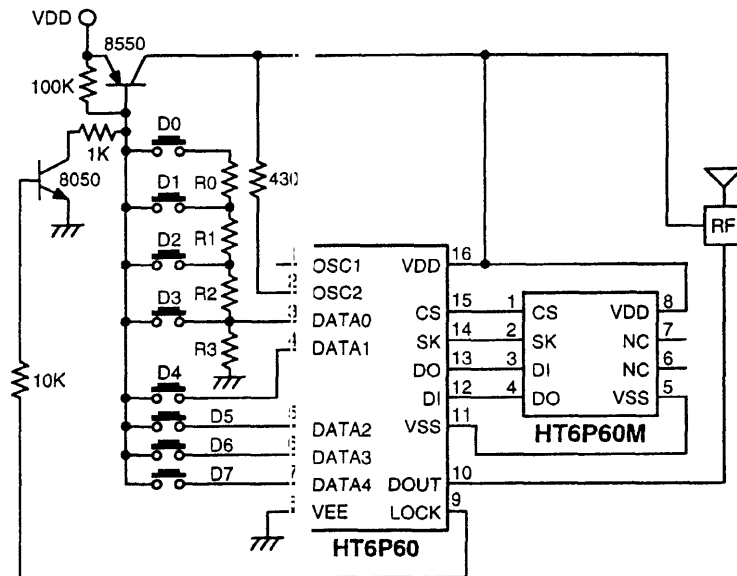 VDD
8550
100K
1K
8050
D0
D1
D2
D3
D4
D5
D6
D7
R0
R1
R2
R3
430
10K
1
2
3
4
5
7
OSC1
OSC2
DATA0
DATA1
DATA2
DATA3
DATA4
VEE
VDD
CS
SK
DO
DI
VSS
DOUT
LOCK
16
15
14
13
12
11
10
9
HT6P60
1
2
3
4
CS
SK
DI
DO
VDD
NC
NC
VSS
8
7
6
5
HT6P60M
RF